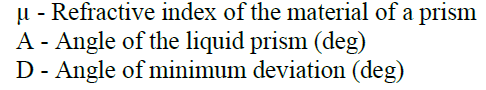 μ - Refractive index of the material of a prism
A - Angle of the liquid prism (deg)
D - Angle of minimum deviation (deg)